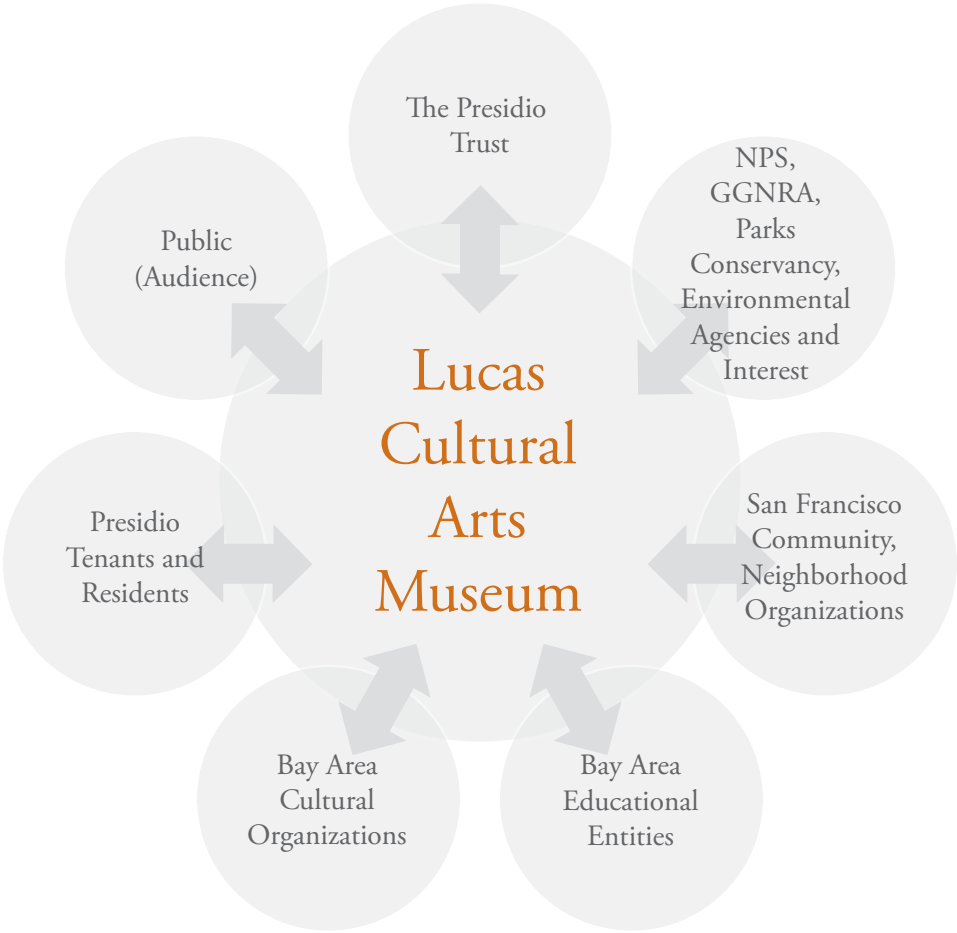 The Presidio
Trust
NPS,
GGNRA,
Parks
Conservancy,
Environmental
Agencies and
Interest
Public
(Audience)
Lucas
Cultural
Arts
Museum
San Francisco
Community,
Neighborhood
Organizations
Presidio
Tenants and
Residents
Bay Area
Cultural
Organizations
Bay Area
Educational
Entities